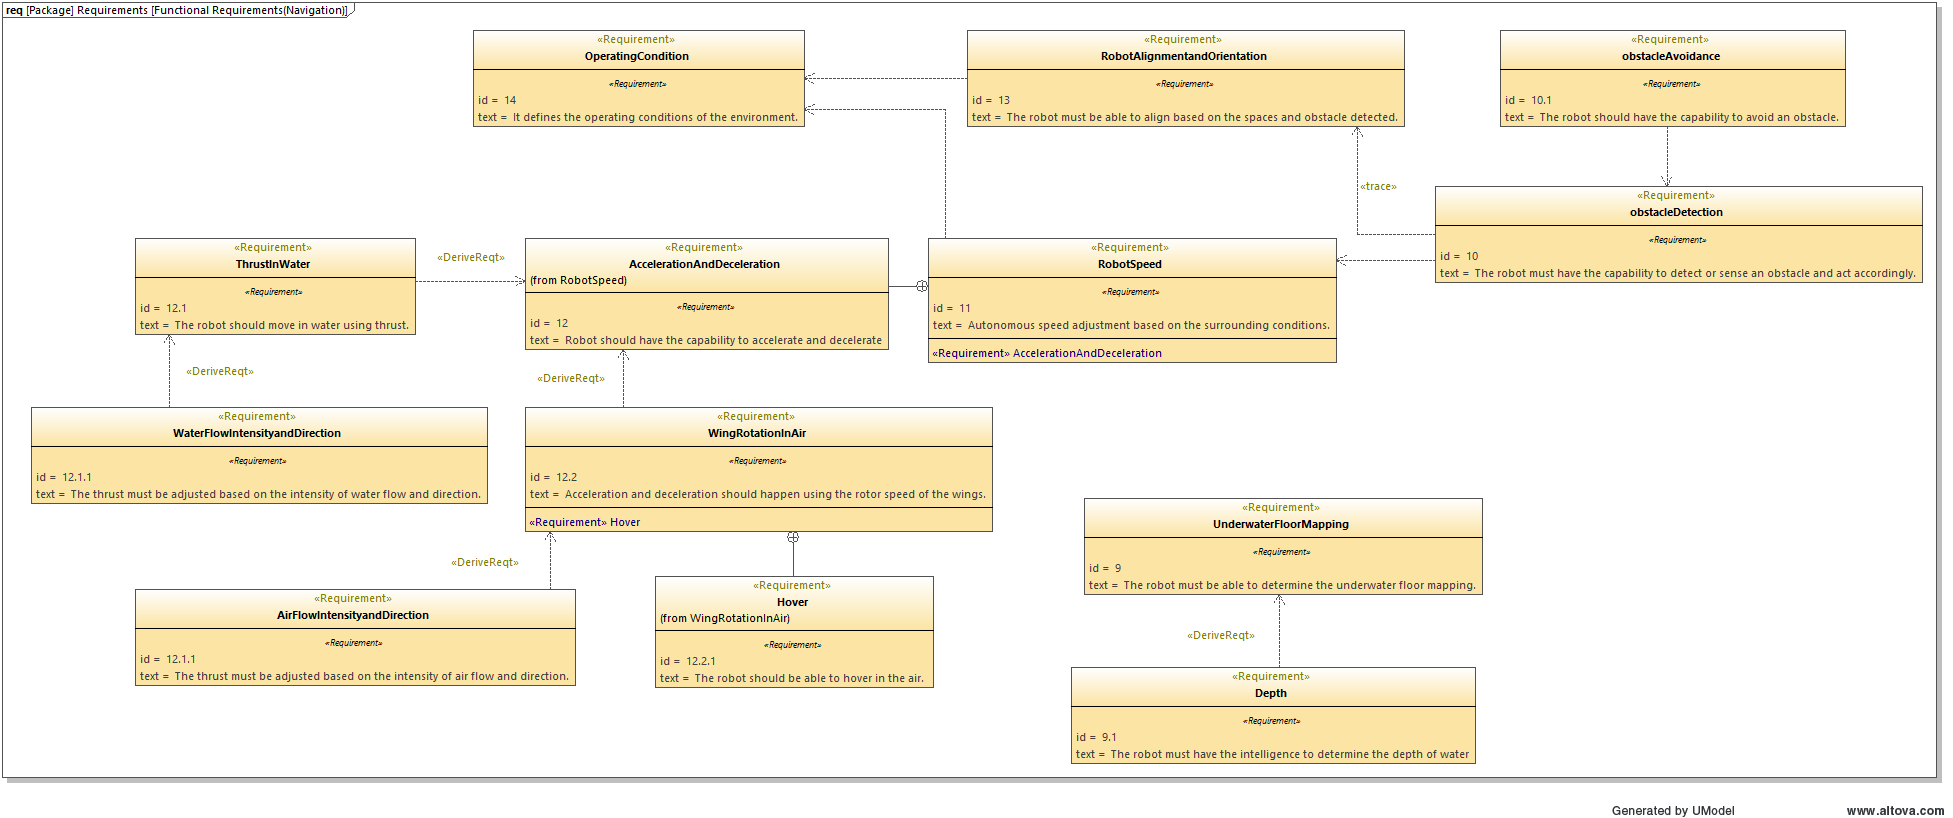 req [Package] Requirements [Functional Requirements(Navigation)]
«Requirement»
OperatingCondition
«Requirement»
id = 14
text = It defines the operating conditions of the environment.
«Requirement»
RobotAlignmentandOrientation
«Requirement»
id = 13
text = The robot must be able to align based on the spaces and obstacle detected.
«Requirement»
obstacleAvoidance
«Requirement»
id = 10.1
text = The robot should have the capability to avoid an obstacle.
«trace»
«Requirement»
obstacleDetection
«Requirement»
id = 10
text = The robot must have the capability to detect or sense an obstacle and act accordingly.
«Requirement»
ThrustInWater
«Requirement»
id = 12.1
text = The robot should move in water using thrust.
«DeriveReqt»
«Requirement»
AccelerationAndDeceleration
(from RobotSpeed)
«Requirement»
id = 12
text = Robot should have the capability to accelerate and decelerate
«Requirement»
RobotSpeed
«Requirement»
id = 11
text = Autonomous speed adjustment based on the surrounding conditions.
«Requirement» AccelerationAndDeceleration
«DeriveReqt»
«DeriveReqt»
«Requirement»
WaterFlowIntensityandDirection
«Requirement»
id = 12.1.1
text = The thrust must be adjusted based on the intensity of water flow and direction.
«Requirement»
WingRotationInAir
«Requirement»
id = 12.2
text = Acceleration and deceleration should happen using the rotor speed of the wings.
«Requirement» Hover
«DeriveReqt»
«Requirement»
AirFlowIntensityandDirection
«Requirement»
id = 12.1.1
text = The thrust must be adjusted based on the intensity of air flow and direction.
«Requirement»
Hover
(from WingRotationInAir)
«Requirement»
id = 12.2.1
text = The robot should be able to hover in the air.
«Requirement»
UnderwaterFloorMapping
«Requirement»
id = 9
text = The robot must be able to determine the underwater floor mapping.
«DeriveReqt»
«Requirement»
Depth
«Requirement»
id = 9.1
text = The robot must have the intelligence to determine the depth of water
Generated by UModel
www.altova.com